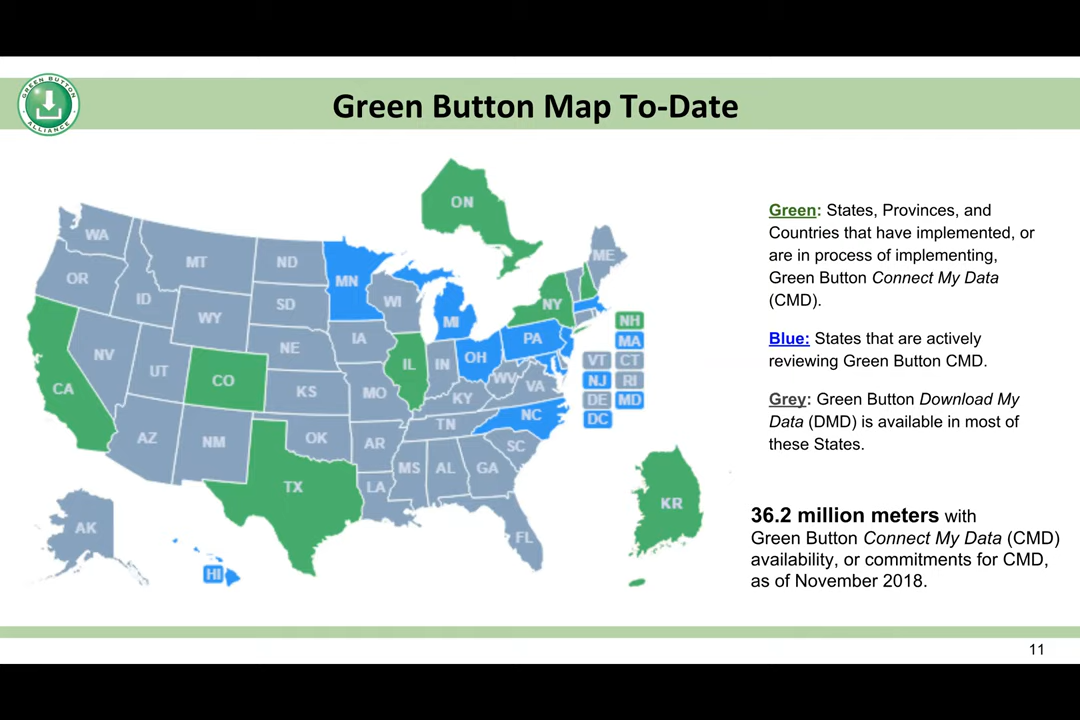 GREEN BUTTON
ALLIANCE
Green Button Map To-Date
ON
WA
MT
ND
MN
ME
OR
ID
SD
WI
NY
WY
MI
NH
IA
PA
MA
NV
NE
IL
IN
OH
VT
CT
UT
CO
WV
VA
NJ
RI
CA
KS
MO
KY
DE
MD
NC
DC
AZ
NM
OK
AR
TN
SC
MS
AL
GA
TX
LA
KR
AK
FL
HI
Green: States, Provinces, and
Countries that have implemented, or
are in process of implementing,
Green Button Connect My Data
(CMD).
Blue: States that are actively
reviewing Green Button CMD.
Grey: Green Button Download My
Data (DMD) is available in most of
these States.
36.2 million meters with
Green Button Connect My Data (CMD)
availability, or commitments for CMD,
as of November 2018.
11